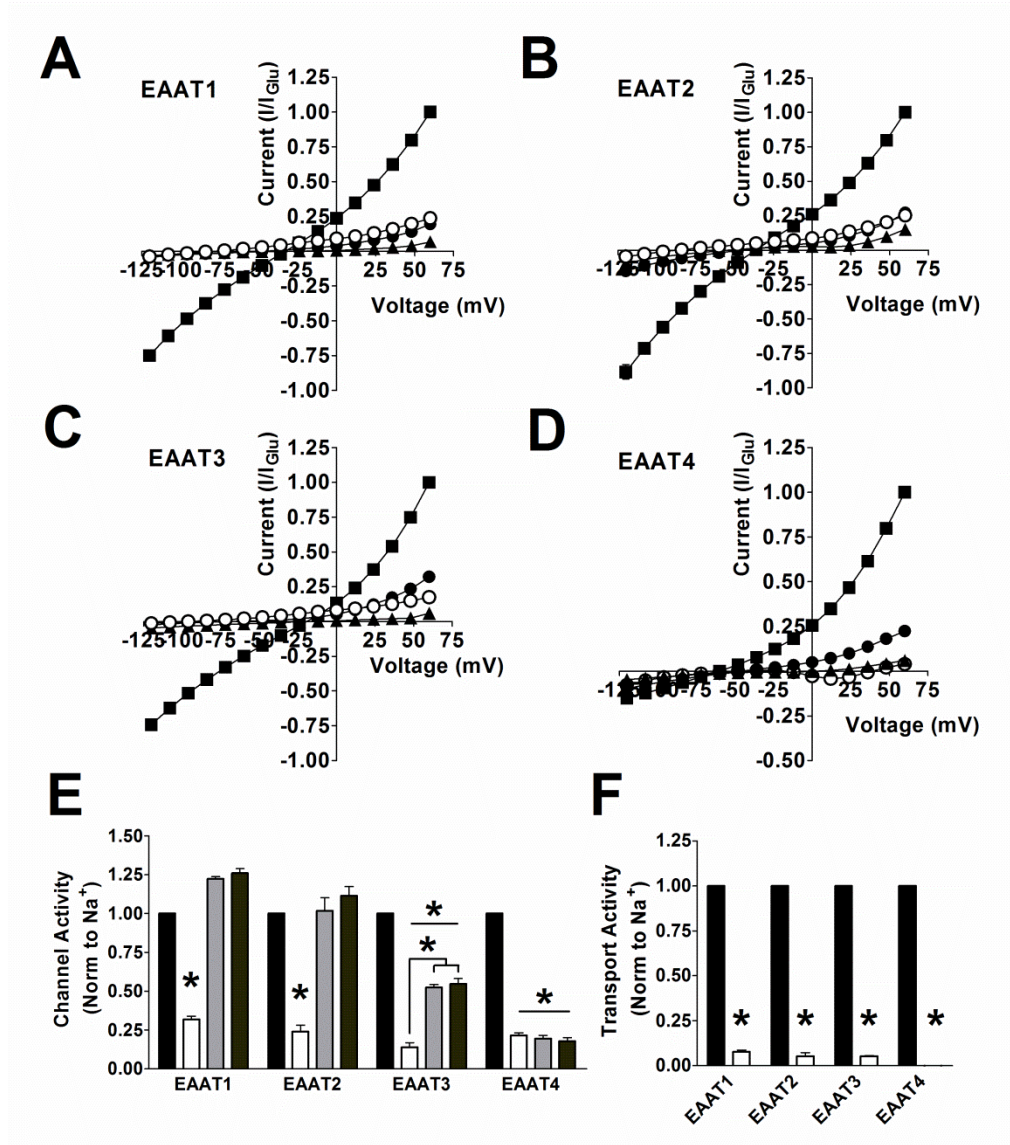 A
B
EAAT1
EAAT2
Current (I/I_Glu)
1.25
1.00
0.75
0.50
0.25
-0.25
-0.50
-0.75
-1.00
-125 -100 -75 -50 -25 25 50 75
Voltage (mV)
Current (I/I_Glu)
1.25
1.00
0.75
0.50
0.25
-0.25
-0.50
-0.75
-1.00
-125 -100 -75 -50 -25 25 50 75
Voltage (mV)
C
D
EAAT3
EAAT4
Current (I/I_Glu)
1.25
1.00
0.75
0.50
0.25
-0.25
-0.50
-0.75
-1.00
-125 -100 -75 -50 -25 25 50 75
Voltage (mV)
Current (I/I_Glu)
1.25
1.00
0.75
0.50
0.25
-0.25
-0.50
-125 -100 -75 -50 -25 25 50 75
Voltage (mV)
E
Channel Activity
(Norm to Na⁺)
1.50
1.25
1.00
0.75
0.50
0.25
0.00
* * * * *
EAAT1 EAAT2 EAAT3 EAAT4
F
Transport Activity
(Norm to Na⁺)
1.25
1.00
0.75
0.50
0.25
0.00
* * * *
EAAT1 EAAT2 EAAT3 EAAT4